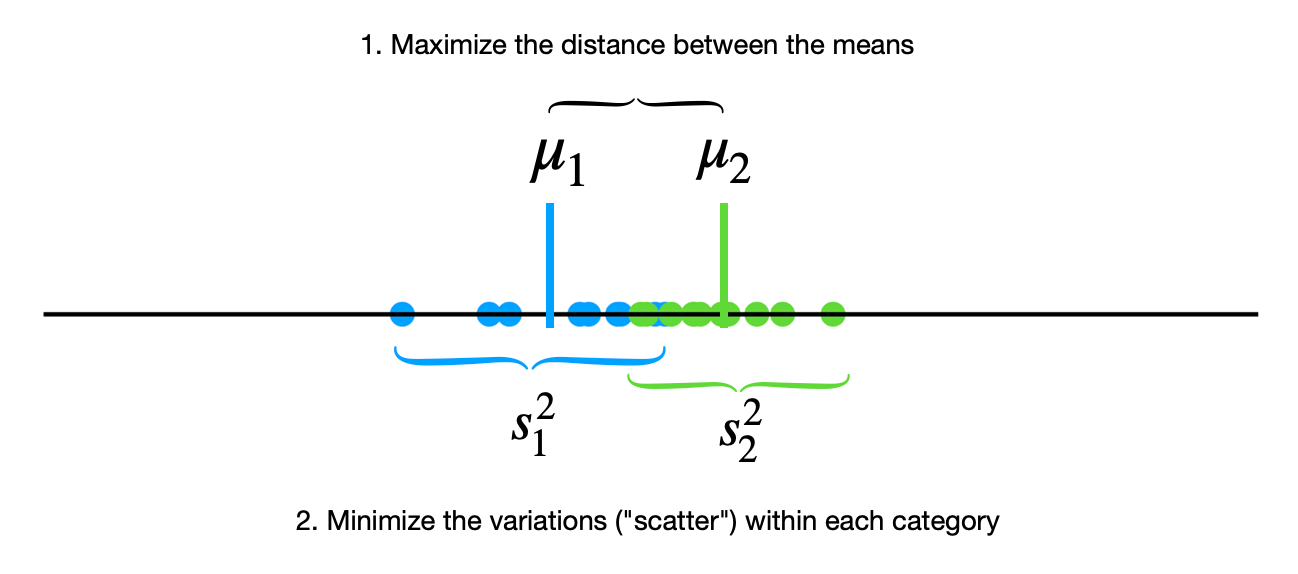 1. Maximize the distance between the means
μ₁ μ₂
s₁² s₂²
2. Minimize the variations ("scatter") within each category